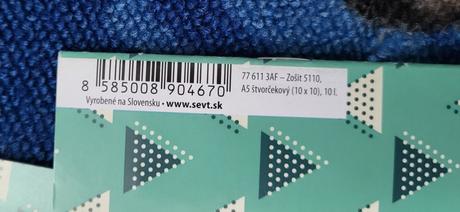 77 611 3AF – Zošit 5110,
A5 štvorčekový (10 x 10), 10 l.
8 585008 904670
Vyrobené na Slovensku • www.sevt.sk